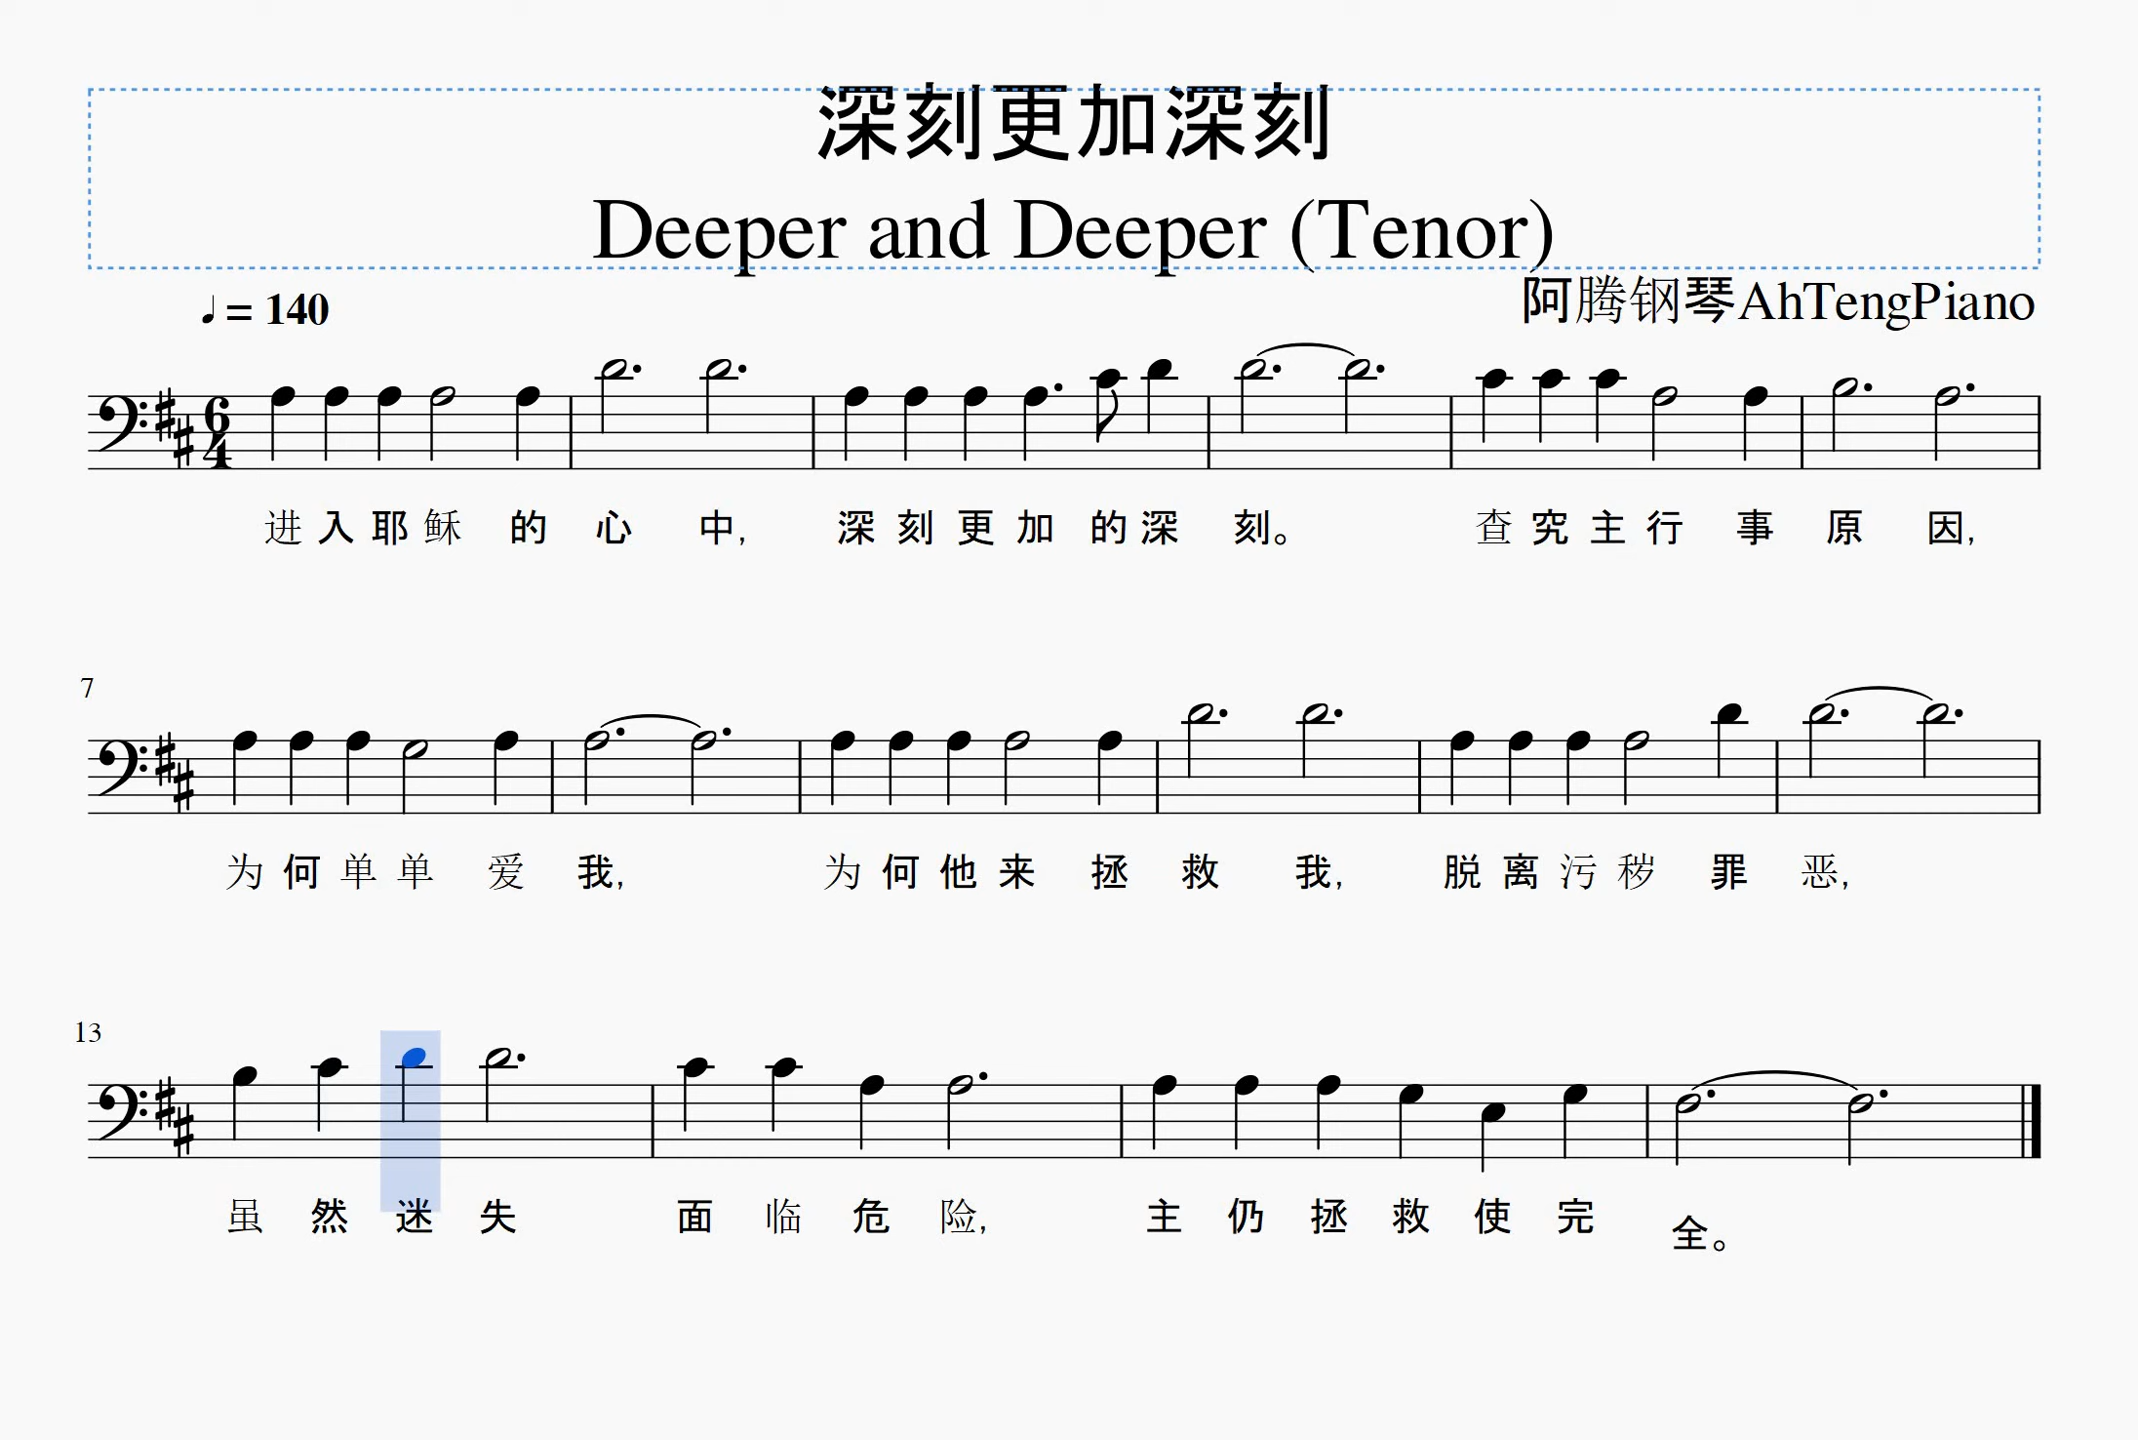 深刻更加深刻
Deeper and Deeper (Tenor)
♩ = 140
阿腾钢琴AhTengPiano
6
4
进 入 耶 稣 的 心 中, 深 刻 更 加 的 深 刻。 查 究 主 行 事 原 因,
7
为 何 单 单 爱 我, 为 何 他 来 拯 救 我, 脱 离 污 秽 罪 恶,
13
虽 然 迷 失 面 临 危 险, 主 仍 拯 救 使 完 全。